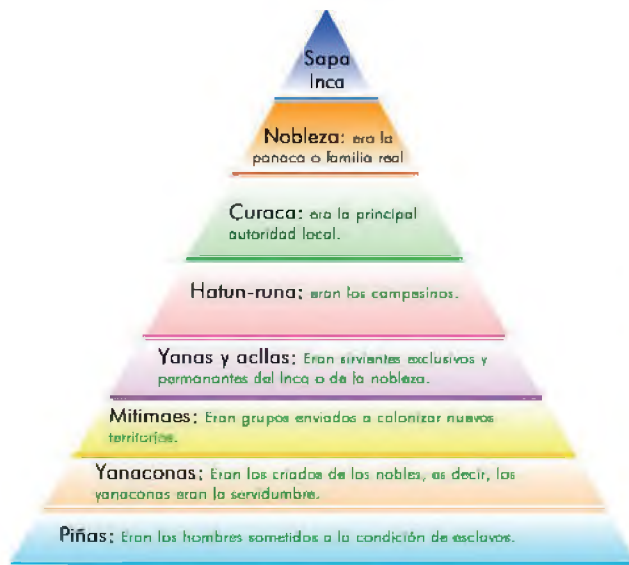 Sapa
Inca
Nobleza: era la
panaca o familia real
Curaca: era la principal
autoridad local.
Hatun-runa: eran los campesinos.
Yanas y acllas: Eran sirvientes exclusivos y
permanantes del Inca o de la nobleza.
Mitimaes: Eran grupos enviados a colonizar nuevos
territorios.
Yanaconas: Eran los criados de los nobles, es decir, los
yanaconas eran la servidumbre.
Piñas: Eran los hombres sometidos a la condición de esclavos.